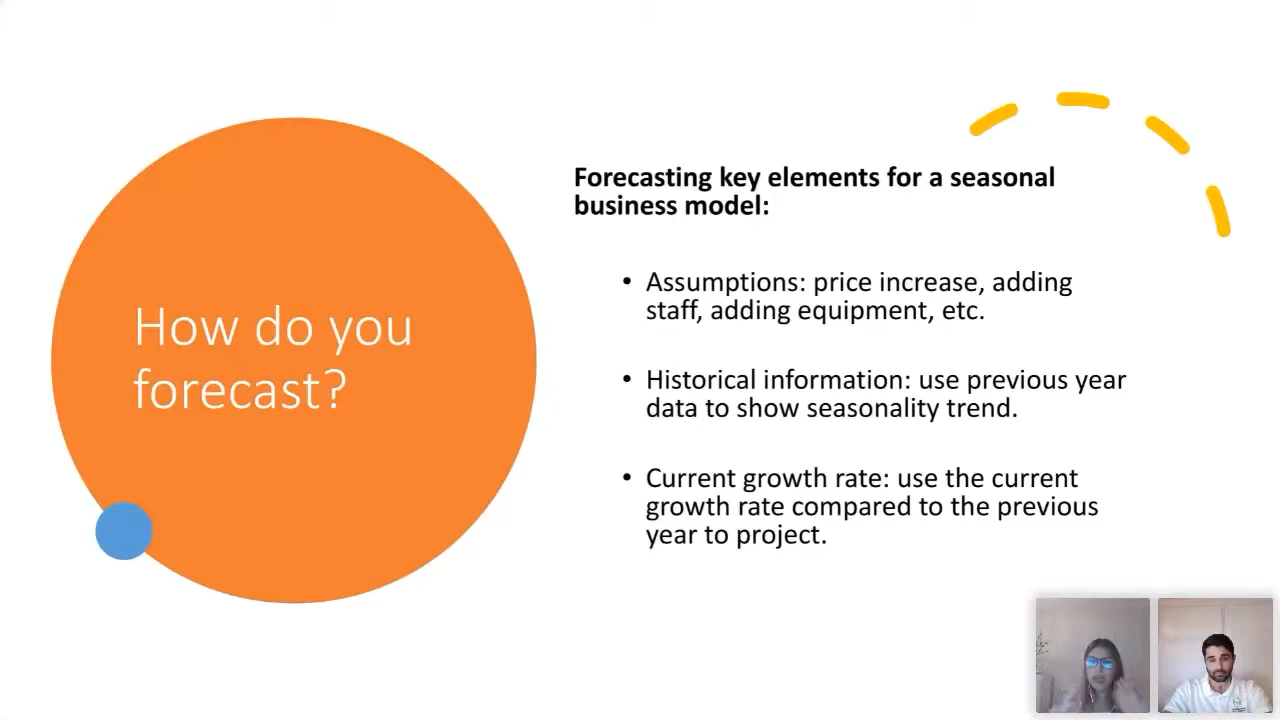 How do you
forecast?
Forecasting key elements for a seasonal
business model:
• Assumptions: price increase, adding
staff, adding equipment, etc.
• Historical information: use previous year
data to show seasonality trend.
• Current growth rate: use the current
growth rate compared to the previous
year to project.